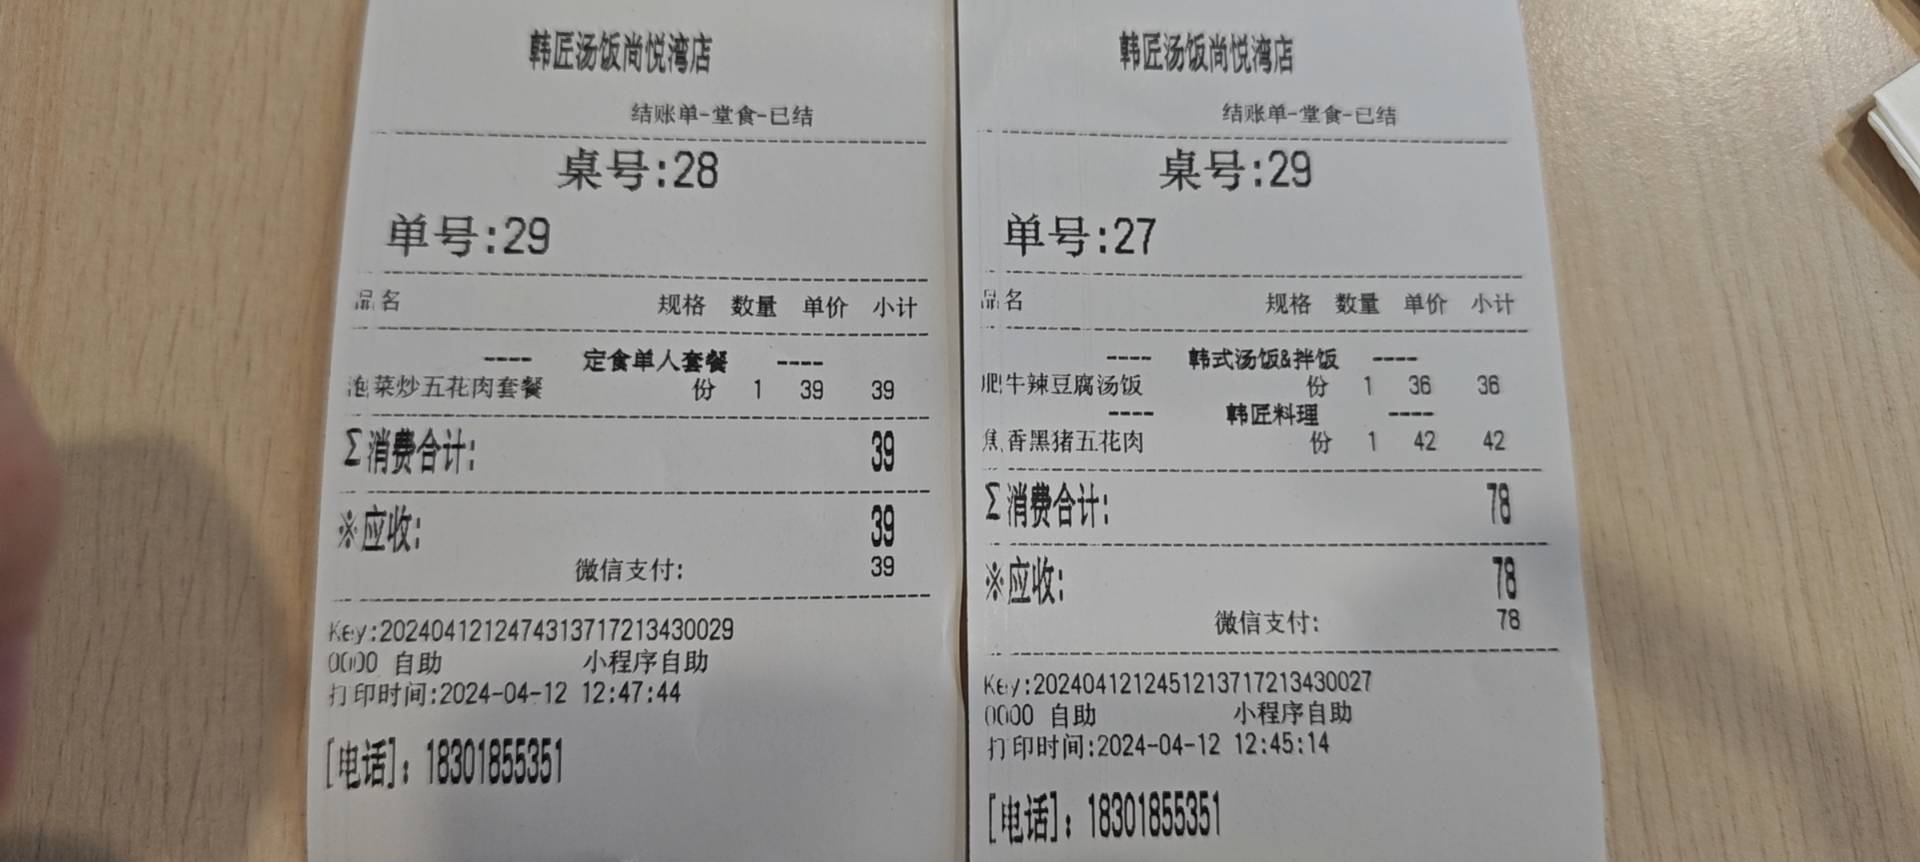 韩匠汤饭尚悦湾店
结账单-堂食-已结
桌号:28
单号:29
品名 规格 数量 单价 小计
---- 定食单人套餐 ----
泡菜炒五花肉套餐 份 1 39 39
Σ消费合计: 39
※应收: 39
微信支付: 39
Key:20240412124743137172134300​29
0000 自助 小程序自助
打印时间:2024-04-12 12:47:44
[电话]: 18301855351
韩匠汤饭尚悦湾店
结账单-堂食-已结
桌号:29
单号:27
品名 规格 数量 单价 小计
---- 韩式汤饭&拌饭 ----
肥牛辣豆腐汤饭 份 1 36 36
---- 韩匠料理 ----
焦香黑猪五花肉 份 1 42 42
Σ消费合计: 78
※应收: 78
微信支付: 78
Key:2024041212451213717213430027
0000 自助 小程序自助
打印时间:2024-04-12 12:45:14
[电话]: 18301855351